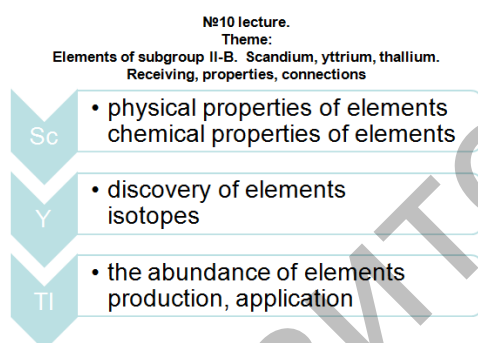 №10 lecture.
Theme:
Elements of subgroup II-B. Scandium, yttrium, thallium.
Receiving, properties, connections
Sc
• physical properties of elements
chemical properties of elements
Y
• discovery of elements
isotopes
Tl
• the abundance of elements
production, application